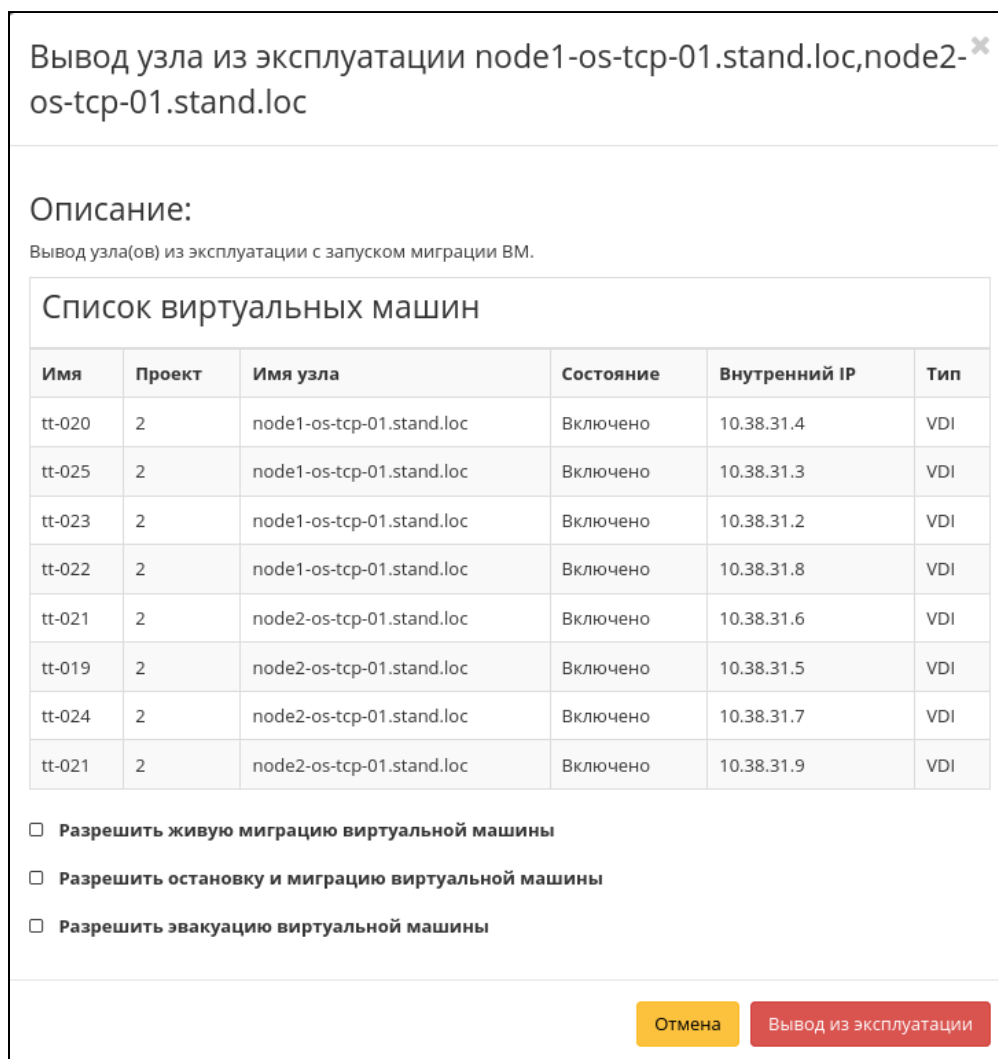 Вывод узла из эксплуатации node1-os-tcp-01.stand.loc,node2-
os-tcp-01.stand.loc
Описание:
Вывод узла(ов) из эксплуатации с запуском миграции ВМ.
Список виртуальных машин
Имя Проект Имя узла Состояние Внутренний IP Тип
tt-020 2 node1-os-tcp-01.stand.loc Включено 10.38.31.4 VDI
tt-025 2 node1-os-tcp-01.stand.loc Включено 10.38.31.3 VDI
tt-023 2 node1-os-tcp-01.stand.loc Включено 10.38.31.2 VDI
tt-022 2 node1-os-tcp-01.stand.loc Включено 10.38.31.8 VDI
tt-021 2 node2-os-tcp-01.stand.loc Включено 10.38.31.6 VDI
tt-019 2 node2-os-tcp-01.stand.loc Включено 10.38.31.5 VDI
tt-024 2 node2-os-tcp-01.stand.loc Включено 10.38.31.7 VDI
tt-021 2 node2-os-tcp-01.stand.loc Включено 10.38.31.9 VDI
Разрешить живую миграцию виртуальной машины
Разрешить остановку и миграцию виртуальной машины
Разрешить эвакуацию виртуальной машины
Отмена Вывод из эксплуатации